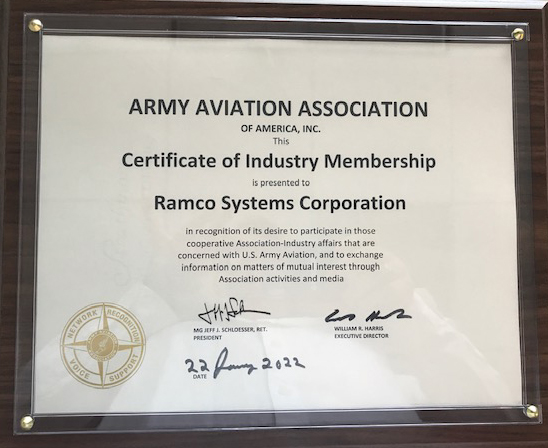 ARMY AVIATION ASSOCIATION
OF AMERICA, INC.
This
Certificate of Industry Membership
is presented to
Ramco Systems Corporation
in recognition of its desire to participate in those
cooperative Association-Industry affairs that are
concerned with U.S. Army Aviation, and to exchange
information on matters of mutual interest through
Association activities and media
MG JEFF J. SCHLOESSER, RET.
PRESIDENT
WILLIAM R. HARRIS
EXECUTIVE DIRECTOR
22 2022
DATE
NETWORK RECOGNITION
VOICE SUPPORT